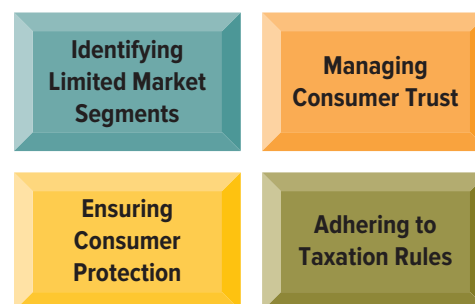 Identifying
Limited Market
Segments
Managing
Consumer Trust
Ensuring
Consumer
Protection
Adhering to
Taxation Rules